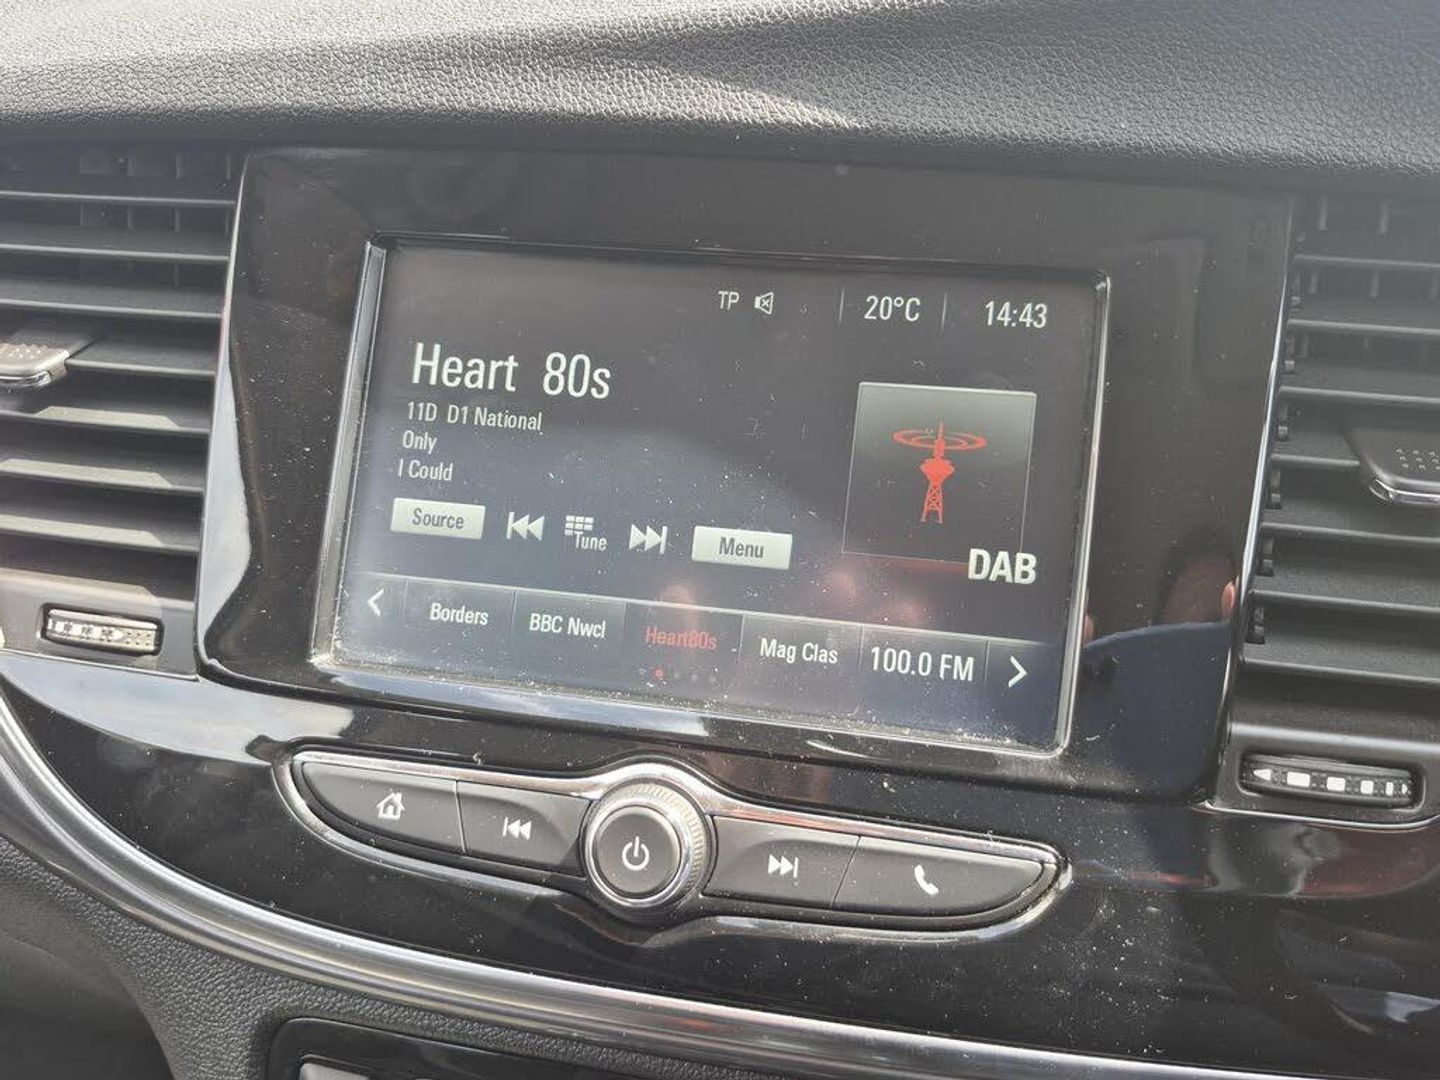 TP 20°C 14:43
Heart 80s
11D D1 National
Only
I Could
Source Tune Menu
DAB
Borders BBC Nwcl Heart80s Mag Clas 100.0 FM